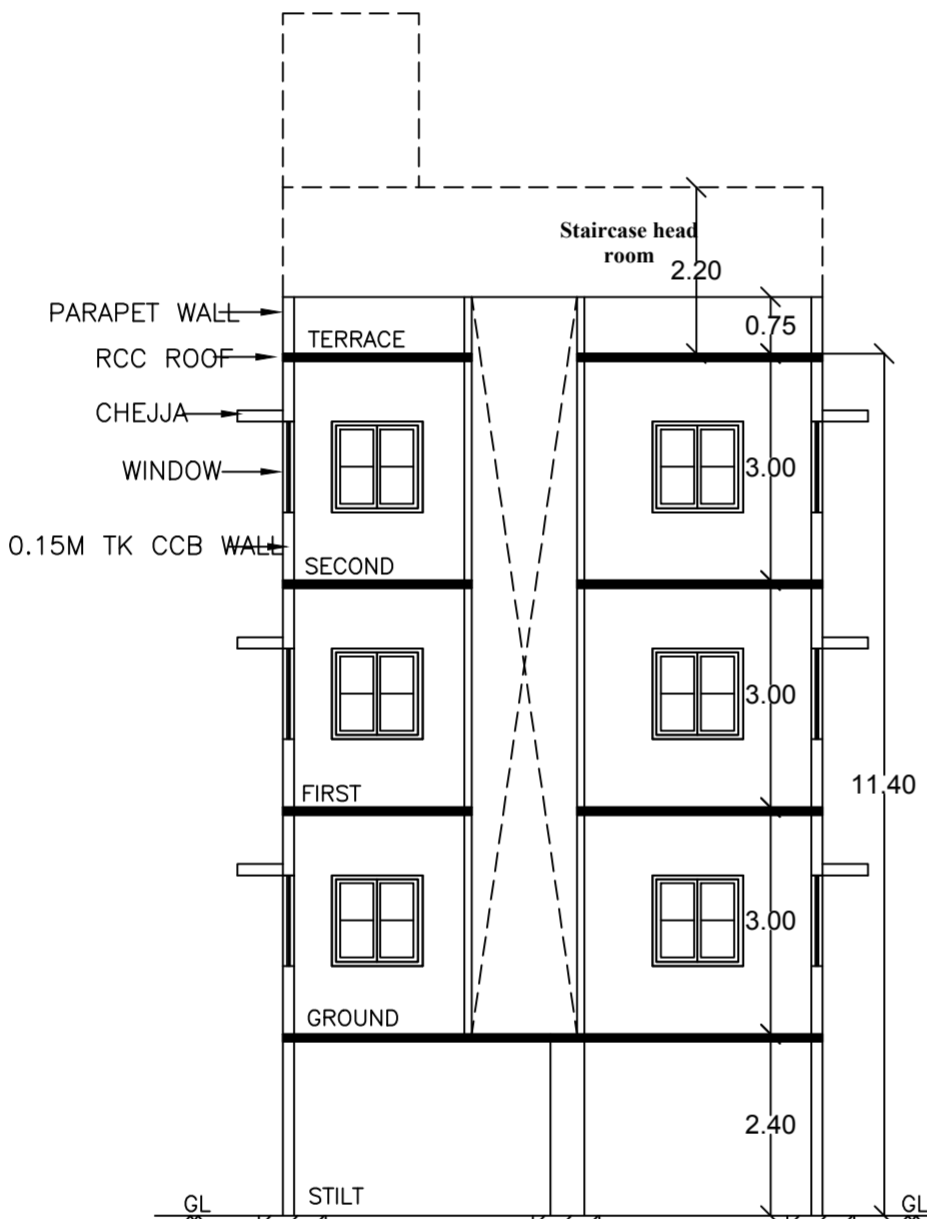 Staircase head
room
2.20
PARAPET WALL
0.75
TERRACE
RCC ROOF
CHEJJA
WINDOW
3.00
0.15M TK CCB WALL
SECOND
3.00
11.40
FIRST
3.00
GROUND
2.40
STILT
GL
GL